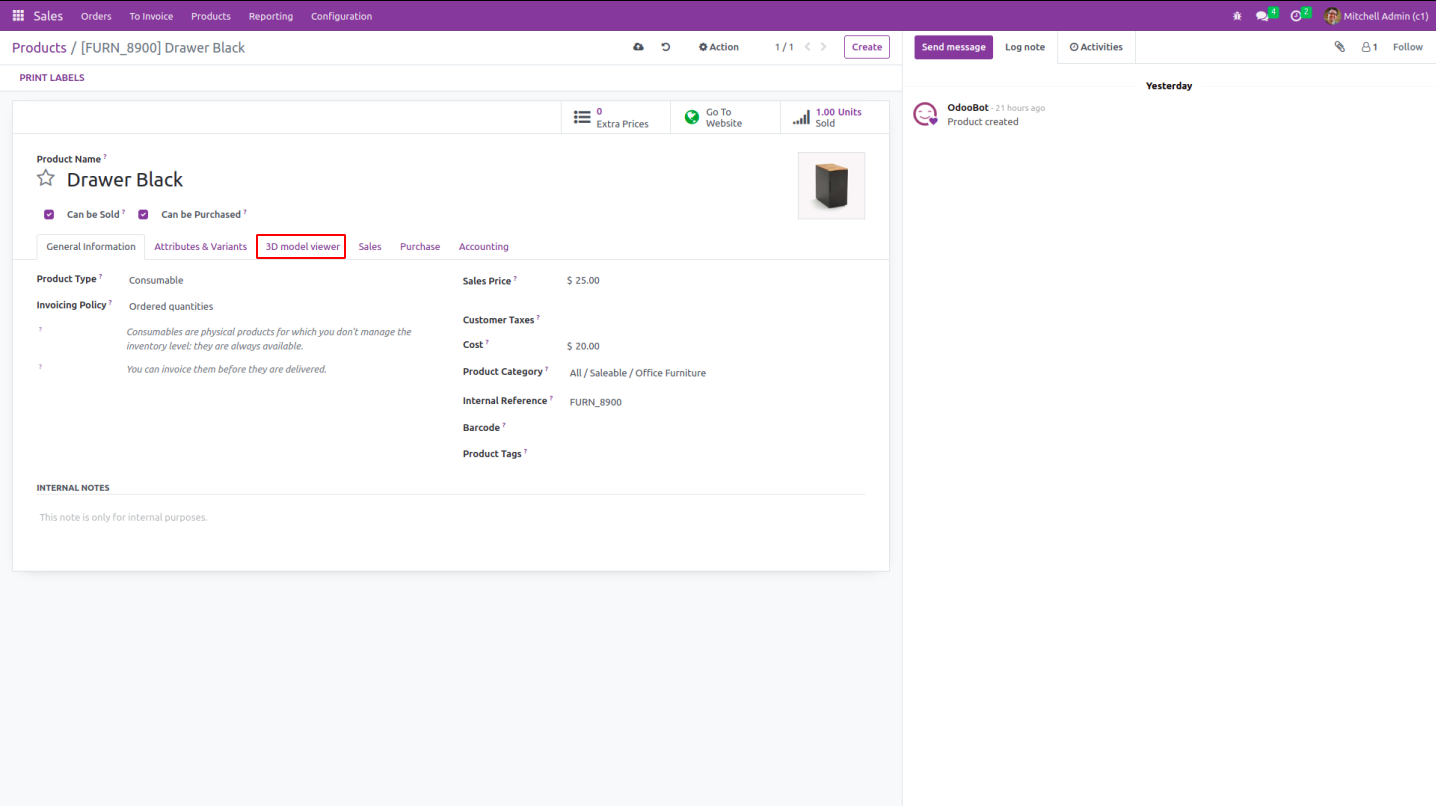 Sales Orders To Invoice Products Reporting Configuration 4 2 Mitchell Admin (c1)
Products / [FURN_8900] Drawer Black Action 1 / 1 Create Send message Log note Activities 1 Follow
PRINT LABELS
Yesterday
0
Extra Prices
Go To
Website
1.00 Units
Sold
OdooBot - 21 hours ago
Product created
Product Name ?
Drawer Black
Can be Sold ? Can be Purchased ?
General Information Attributes & Variants 3D model viewer Sales Purchase Accounting
Product Type ? Consumable
Invoicing Policy ? Ordered quantities
? Consumables are physical products for which you don't manage the
inventory level: they are always available.
? You can invoice them before they are delivered.
Sales Price ? $ 25.00
Customer Taxes ?
Cost ? $ 20.00
Product Category ? All / Saleable / Office Furniture
Internal Reference ? FURN_8900
Barcode ?
Product Tags ?
INTERNAL NOTES
This note is only for internal purposes.